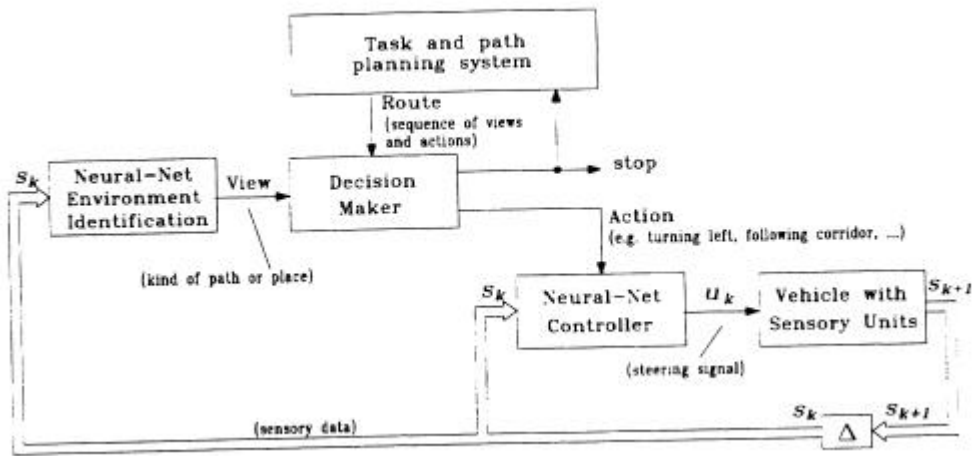 Task and path
planning system
Route
(sequence of views
and actions)
stop
s_k
Neural-Net
Environment
Identification
View
Decision
Maker
Action
(e.g. turning left, following corridor, ...)
(kind of path or place)
s_k
Neural-Net
Controller
u_k
Vehicle with
Sensory Units
s_{k+1}
(steering signal)
(sensory data)
s_k
Δ
s_{k+1}